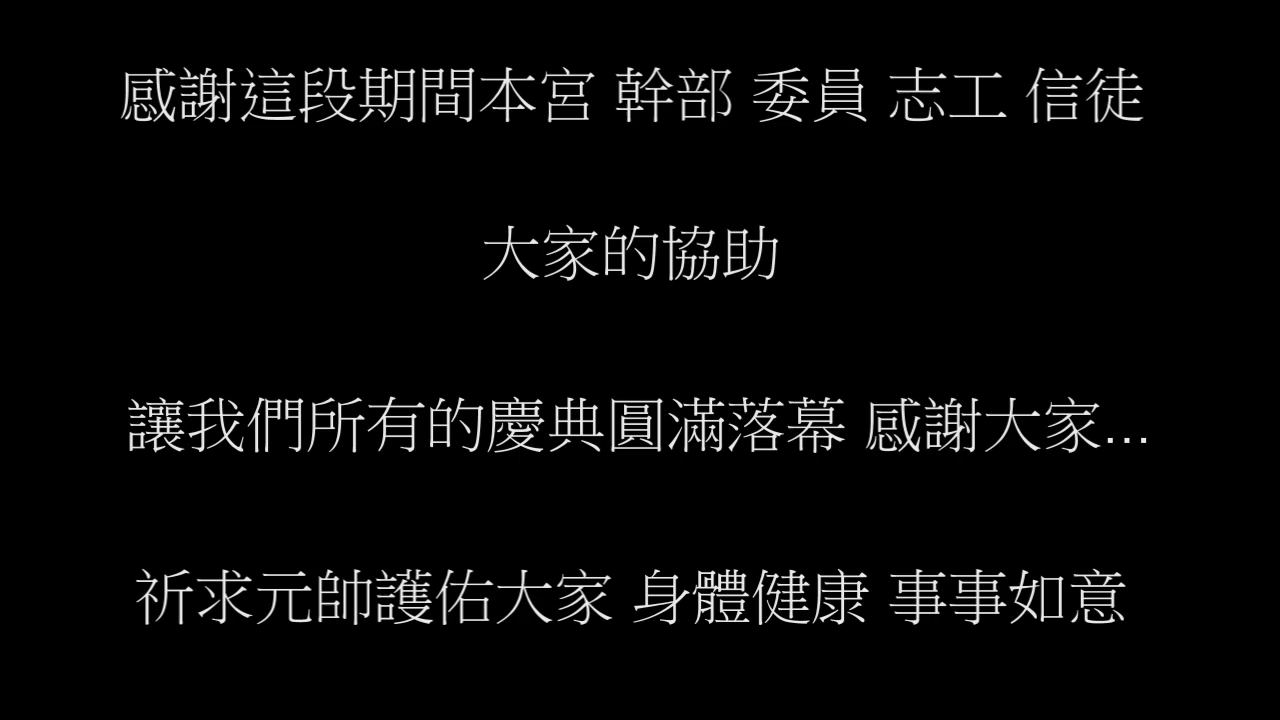 感謝這段期間本宮 幹部 委員 志工 信徒
大家的協助
讓我們所有的慶典圓滿落幕 感謝大家...
祈求元帥護佑大家 身體健康 事事如意